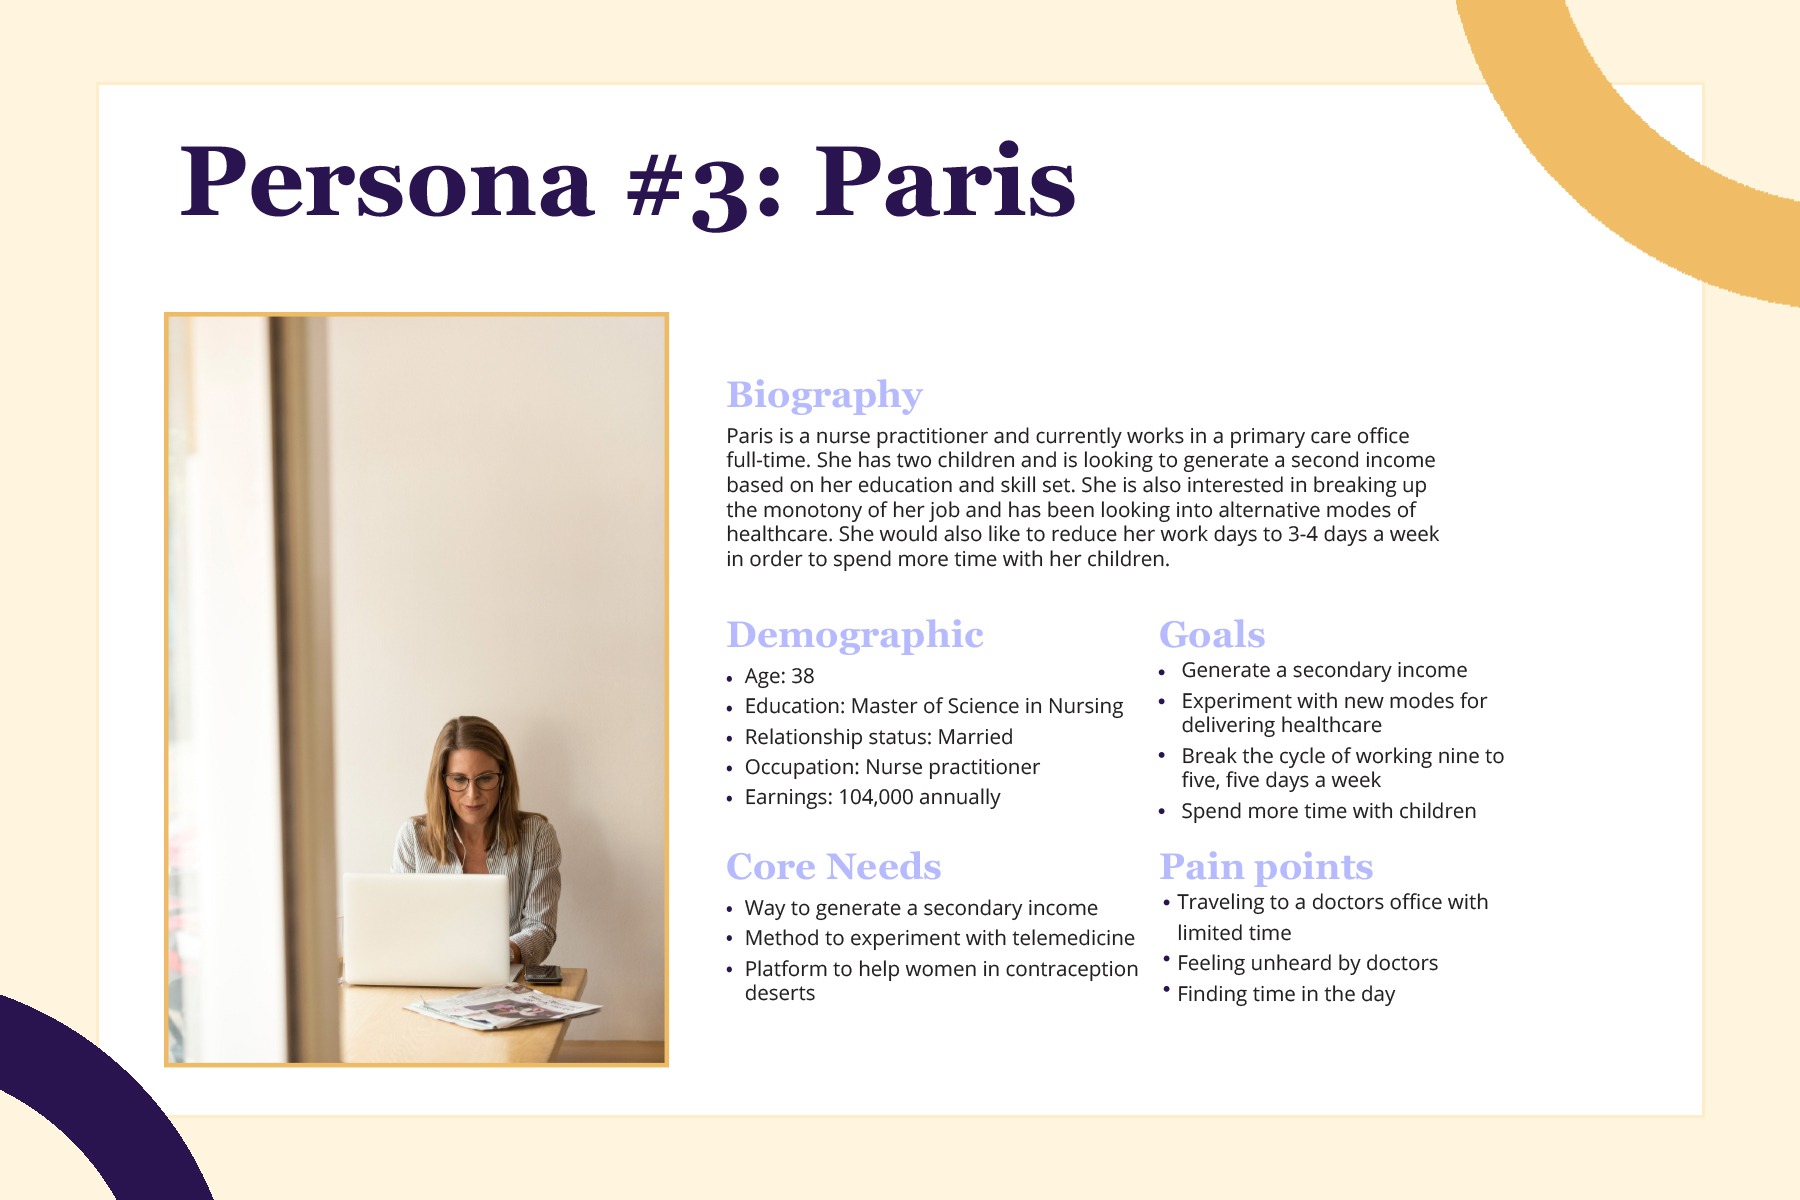 Persona #3: Paris
Biography
Paris is a nurse practitioner and currently works in a primary care office
full-time. She has two children and is looking to generate a second income
based on her education and skill set. She is also interested in breaking up
the monotony of her job and has been looking into alternative modes of
healthcare. She would also like to reduce her work days to 3-4 days a week
in order to spend more time with her children.
Demographic
• Age: 38
• Education: Master of Science in Nursing
• Relationship status: Married
• Occupation: Nurse practitioner
• Earnings: 104,000 annually
Goals
• Generate a secondary income
• Experiment with new modes for
delivering healthcare
• Break the cycle of working nine to
five, five days a week
• Spend more time with children
Core Needs
• Way to generate a secondary income
• Method to experiment with telemedicine
• Platform to help women in contraception
deserts
Pain points
• Traveling to a doctors office with
limited time
• Feeling unheard by doctors
• Finding time in the day